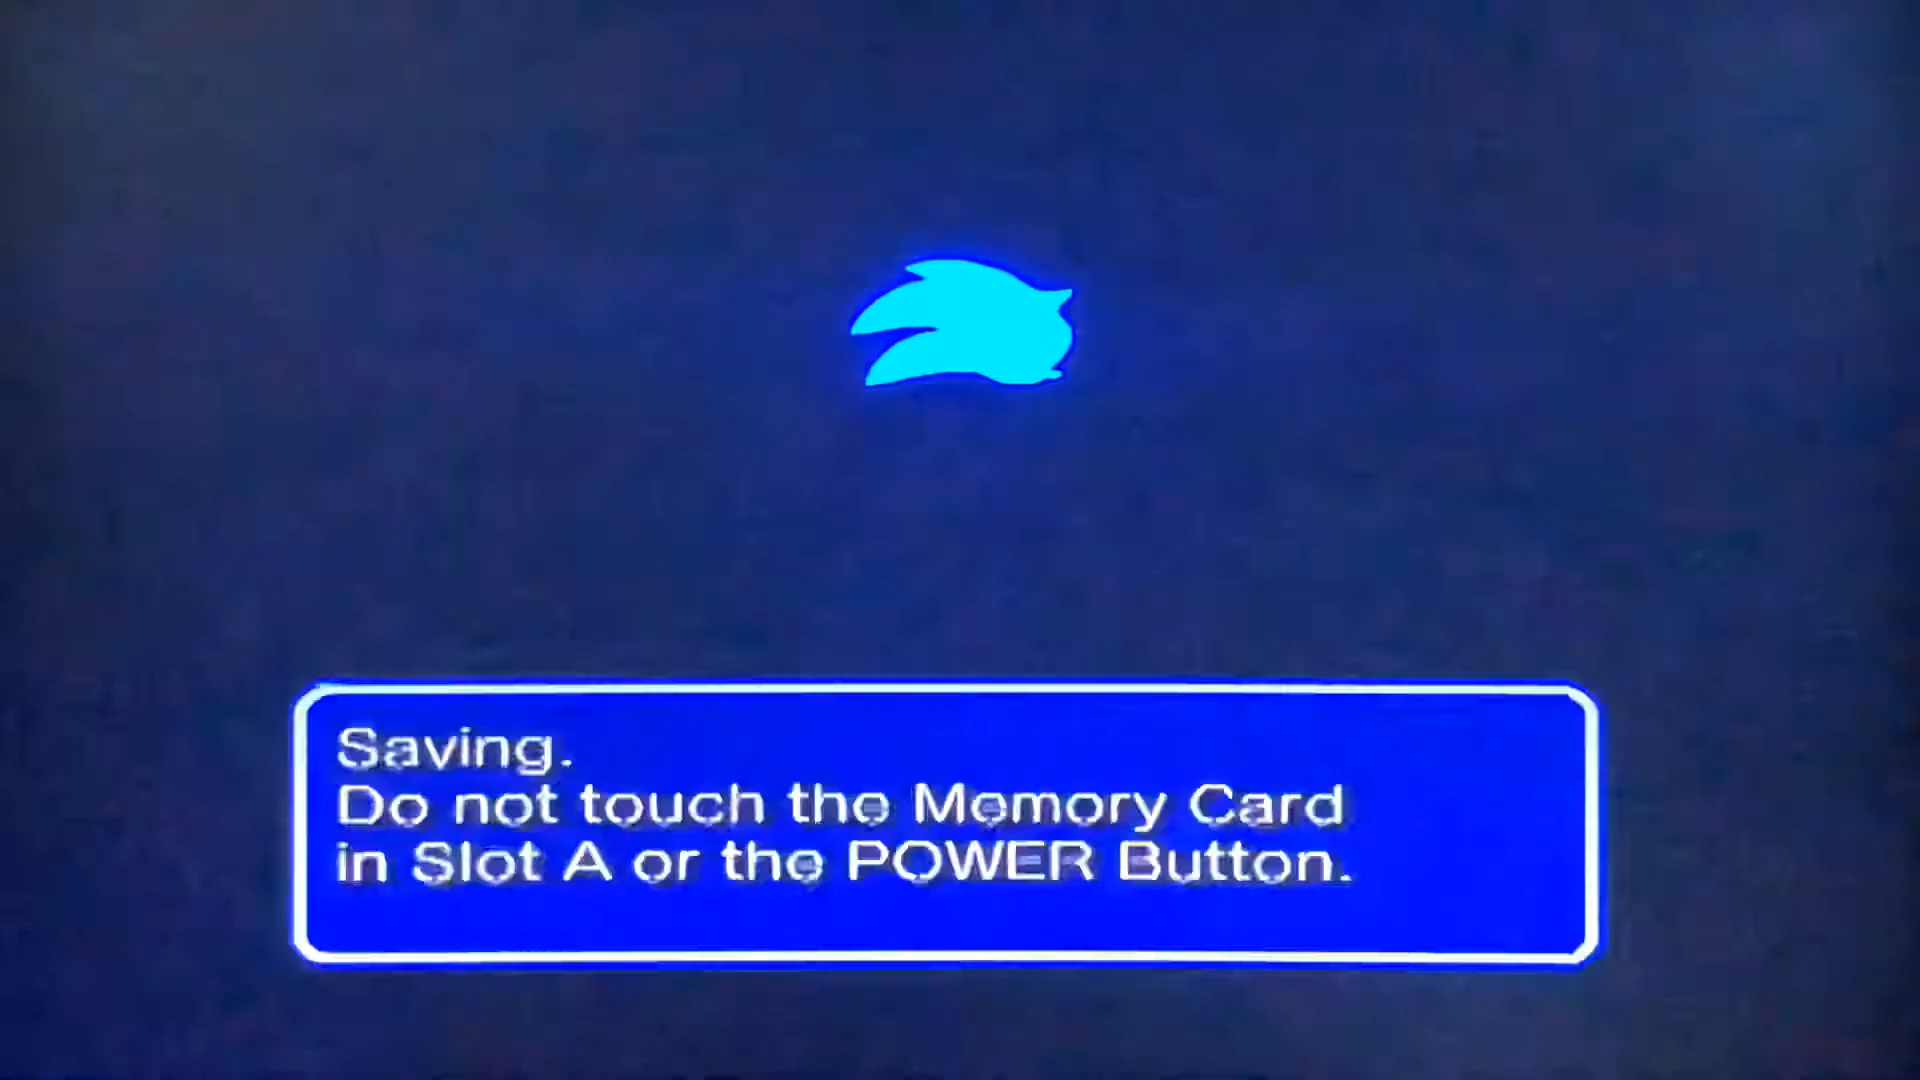 Saving.
Do not touch the Memory Card
in Slot A or the POWER Button.